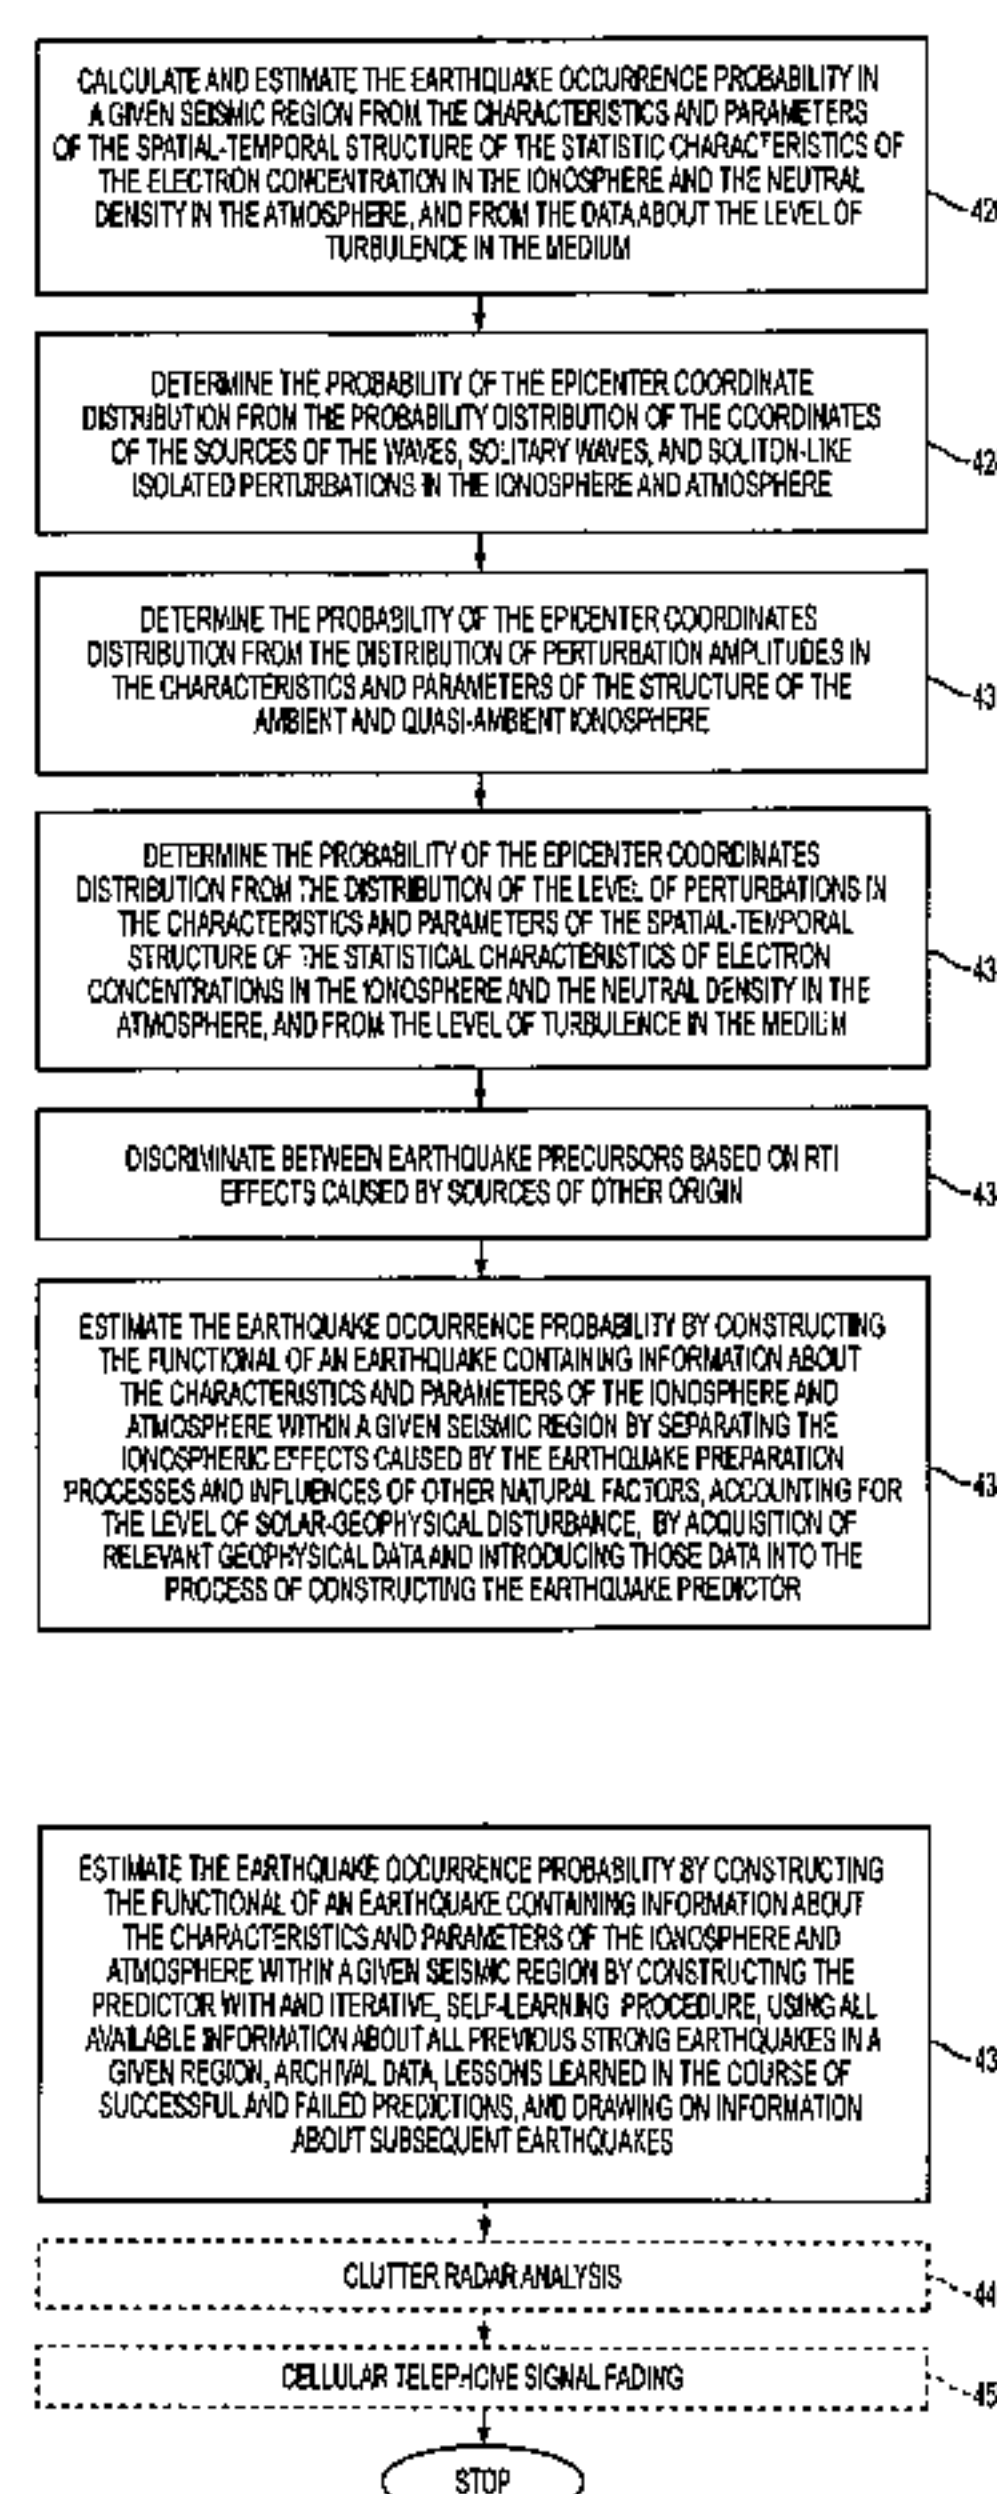 CALCULATE AND ESTIMATE THE EARTHQUAKE OCCURRENCE PROBABILITY IN
A GIVEN SEISMIC REGION FROM THE CHARACTERISTICS AND PARAMETERS
OF THE SPATIAL-TEMPORAL STRUCTURE OF THE STATISTIC CHARACTERISTICS OF
THE ELECTRON CONCENTRATION IN THE IONOSPHERE AND THE NEUTRAL
DENSITY IN THE ATMOSPHERE, AND FROM THE DATA ABOUT THE LEVEL OF
TURBULENCE IN THE MEDIUM
42
DETERMINE THE PROBABILITY OF THE EPICENTER COORDINATE
DISTRIBUTION FROM THE PROBABILITY DISTRIBUTION OF THE COORDINATES
OF THE SOURCES OF THE WAVES, SOLITARY WAVES, AND SOLITON-LIKE
ISOLATED PERTURBATIONS IN THE IONOSPHERE AND ATMOSPHERE
42
DETERMINE THE PROBABILITY OF THE EPICENTER COORDINATES
DISTRIBUTION FROM THE DISTRIBUTION OF PERTURBATION AMPLITUDES IN
THE CHARACTERISTICS AND PARAMETERS OF THE STRUCTURE OF THE
AMBIENT AND QUASI-AMBIENT IONOSPHERE
43
DETERMINE THE PROBABILITY OF THE EPICENTER COORDINATES
DISTRIBUTION FROM THE DISTRIBUTION OF THE LEVEL OF PERTURBATIONS IN
THE CHARACTERISTICS AND PARAMETERS OF THE SPATIAL-TEMPORAL
STRUCTURE OF THE STATISTICAL CHARACTERISTICS OF ELECTRON
CONCENTRATIONS IN THE IONOSPHERE AND THE NEUTRAL DENSITY IN THE
ATMOSPHERE, AND FROM THE LEVEL OF TURBULENCE IN THE MEDIUM
43
DISCRIMINATE BETWEEN EARTHQUAKE PRECURSORS BASED ON RTI
EFFECTS CAUSED BY SOURCES OF OTHER ORIGIN
43
ESTIMATE THE EARTHQUAKE OCCURRENCE PROBABILITY BY CONSTRUCTING
THE FUNCTIONAL OF AN EARTHQUAKE CONTAINING INFORMATION ABOUT
THE CHARACTERISTICS AND PARAMETERS OF THE IONOSPHERE AND
ATMOSPHERE WITHIN A GIVEN SEISMIC REGION BY SEPARATING THE
IONOSPHERIC EFFECTS CAUSED BY THE EARTHQUAKE PREPARATION
PROCESSES AND INFLUENCES OF OTHER NATURAL FACTORS, ACCOUNTING FOR
THE LEVEL OF SOLAR-GEOPHYSICAL DISTURBANCE, BY ACQUISITION OF
RELEVANT GEOPHYSICAL DATA AND INTRODUCING THOSE DATA INTO THE
PROCESS OF CONSTRUCTING THE EARTHQUAKE PREDICTOR
43
ESTIMATE THE EARTHQUAKE OCCURRENCE PROBABILITY BY CONSTRUCTING
THE FUNCTIONAL OF AN EARTHQUAKE CONTAINING INFORMATION ABOUT
THE CHARACTERISTICS AND PARAMETERS OF THE IONOSPHERE AND
ATMOSPHERE WITHIN A GIVEN SEISMIC REGION BY CONSTRUCTING THE
PREDICTOR WITH AND ITERATIVE, SELF-LEARNING PROCEDURE, USING ALL
AVAILABLE INFORMATION ABOUT ALL PREVIOUS STRONG EARTHQUAKES IN A
GIVEN REGION, ARCHIVAL DATA, LESSONS LEARNED IN THE COURSE OF
SUCCESSFUL AND FAILED PREDICTIONS, AND DRAWING ON INFORMATION
ABOUT SUBSEQUENT EARTHQUAKES
43
CLUTTER RADAR ANALYSIS
44
CELLULAR TELEPHONE SIGNAL FADING
45
STOP